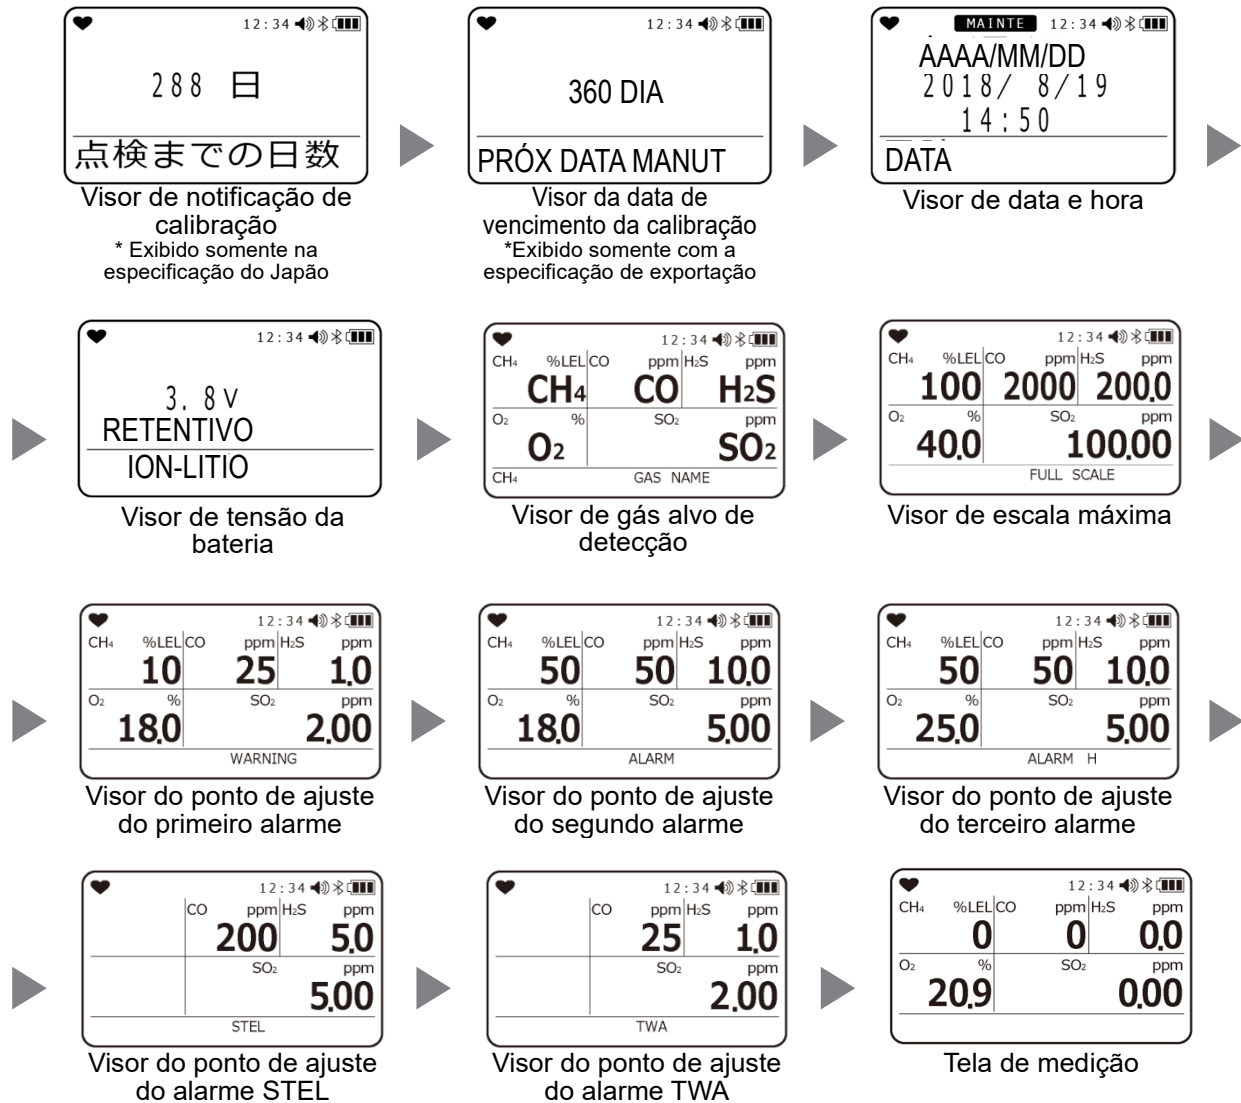 12:34
288 日
点検までの日数
Visor de notificação de
calibração
* Exibido somente na
especificação do Japão
12:34
360 DIA
PRÓX DATA MANUT
Visor da data de
vencimento da calibração
*Exibido somente com a
especificação de exportação
MAINTE 12:34
AAAA/MM/DD
2018/ 8/19
14:50
DATA
Visor de data e hora
12:34
3. 8V
RETENTIVO
ION-LITIO
Visor de tensão da
bateria
12:34
CH₄ %LEL CO ppm H₂S ppm
CH₄ CO H₂S
O₂ % SO₂ ppm
O₂ SO₂
CH₄ GAS NAME
Visor de gás alvo de
detecção
12:34
CH₄ %LEL CO ppm H₂S ppm
100 2000 200.0
O₂ % SO₂ ppm
40.0 100.00
FULL SCALE
Visor de escala máxima
12:34
CH₄ %LEL CO ppm H₂S ppm
10 25 1.0
O₂ % SO₂ ppm
18.0 2.00
WARNING
Visor do ponto de ajuste
do primeiro alarme
12:34
CH₄ %LEL CO ppm H₂S ppm
50 50 10.0
O₂ % SO₂ ppm
18.0 5.00
ALARM
Visor do ponto de ajuste
do segundo alarme
12:34
CH₄ %LEL CO ppm H₂S ppm
50 50 10.0
O₂ % SO₂ ppm
25.0 5.00
ALARM H
Visor do ponto de ajuste
do terceiro alarme
12:34
CO ppm H₂S ppm
200 5.0
SO₂ ppm
5.00
STEL
Visor do ponto de ajuste
do alarme STEL
12:34
CO ppm H₂S ppm
25 1.0
SO₂ ppm
2.00
TWA
Visor do ponto de ajuste
do alarme TWA
12:34
CH₄ %LEL CO ppm H₂S ppm
0 0 0.0
O₂ % SO₂ ppm
20.9 0.00
Tela de medição